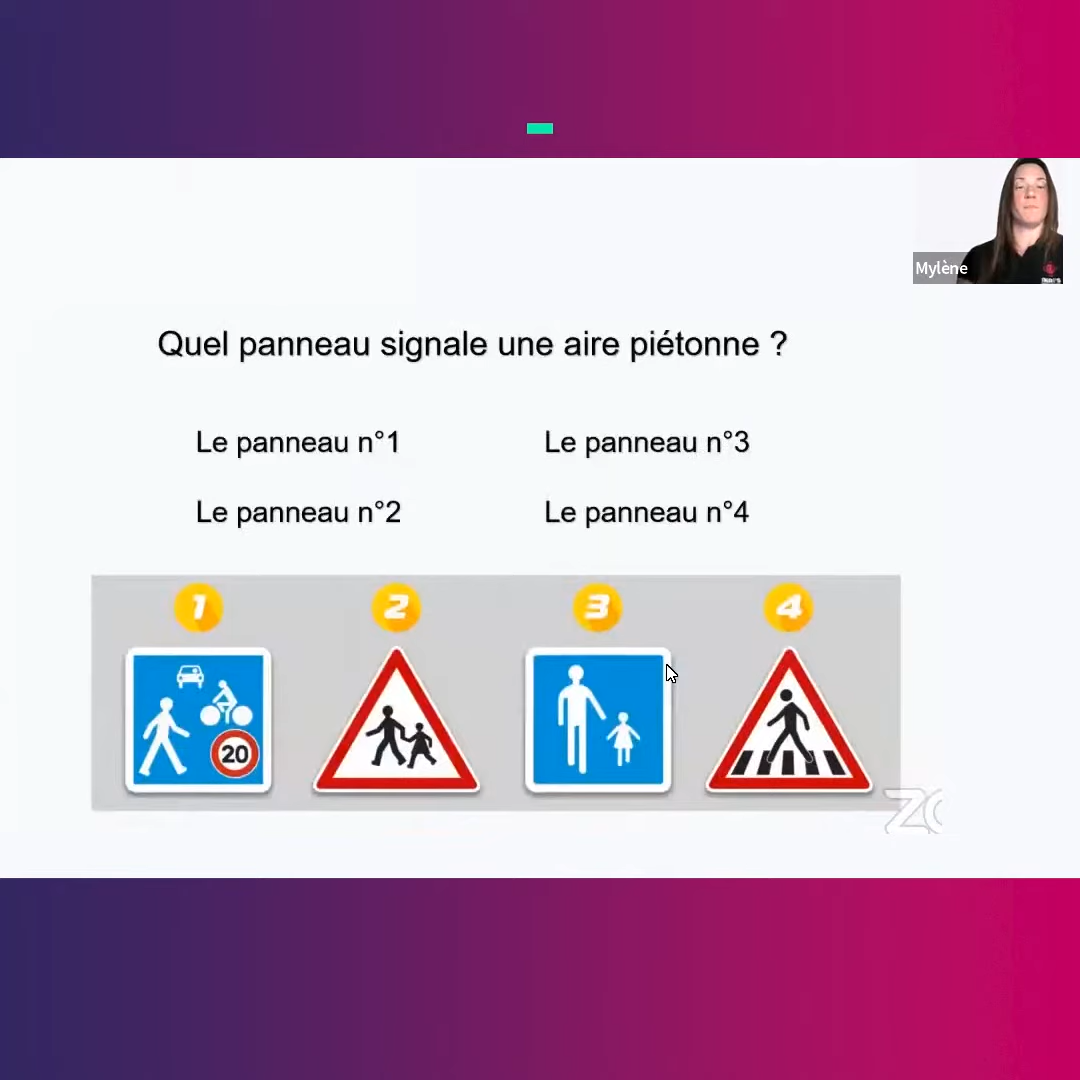 Mylène
Quel panneau signale une aire piétonne ?
Le panneau n°1
Le panneau n°3
Le panneau n°2
Le panneau n°4
1
2
3
4
20